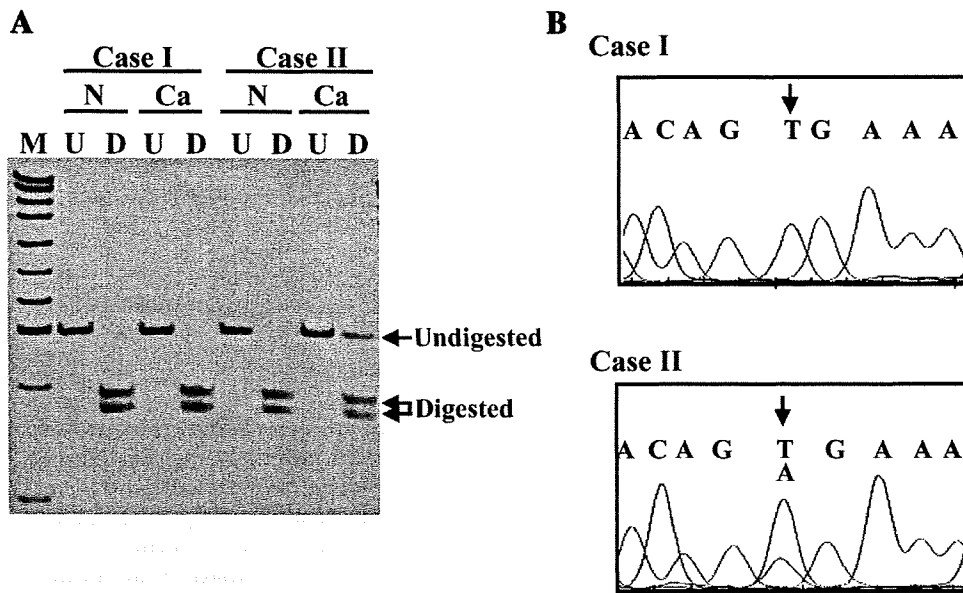 A
Case I Case II
N Ca N Ca
M U D U D U D U D
Undigested
Digested
B
Case I
A C A G T G A A A
Case II
A C A G T G A A A
A